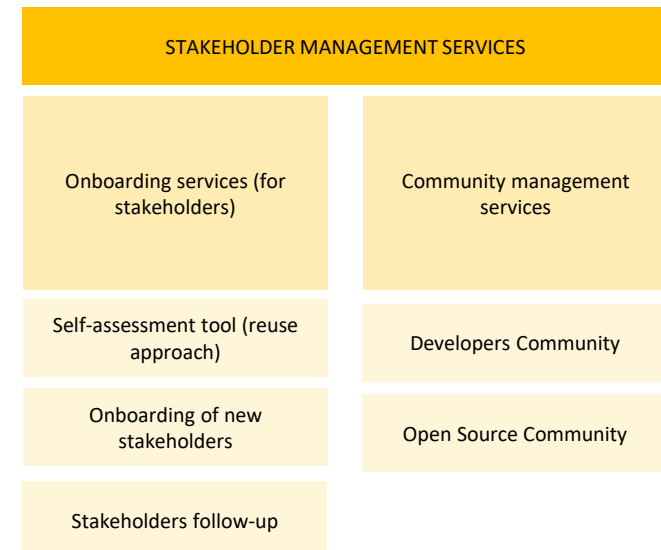 STAKEHOLDER MANAGEMENT SERVICES
Onboarding services (for
stakeholders)
Self-assessment tool (reuse
approach)
Onboarding of new
stakeholders
Stakeholders follow-up
Community management
services
Developers Community
Open Source Community